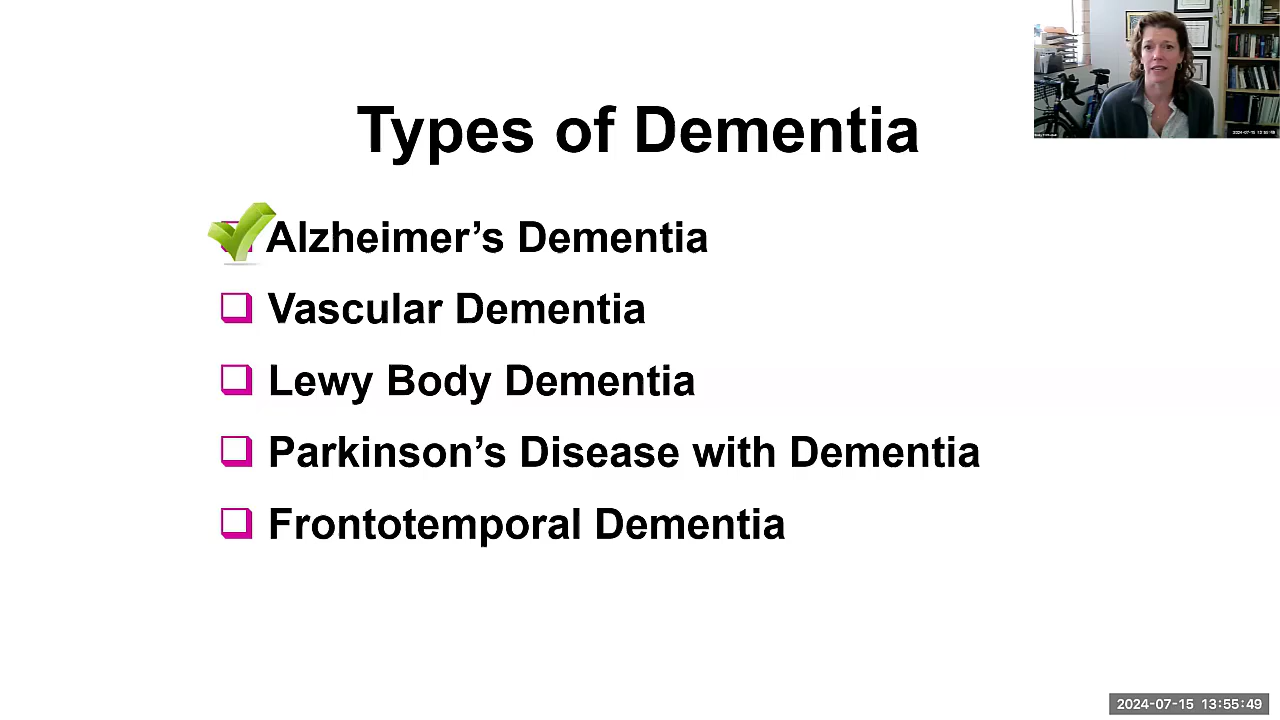 Types of Dementia
Alzheimer’s Dementia
Vascular Dementia
Lewy Body Dementia
Parkinson’s Disease with Dementia
Frontotemporal Dementia
2024-07-15 13:55:49